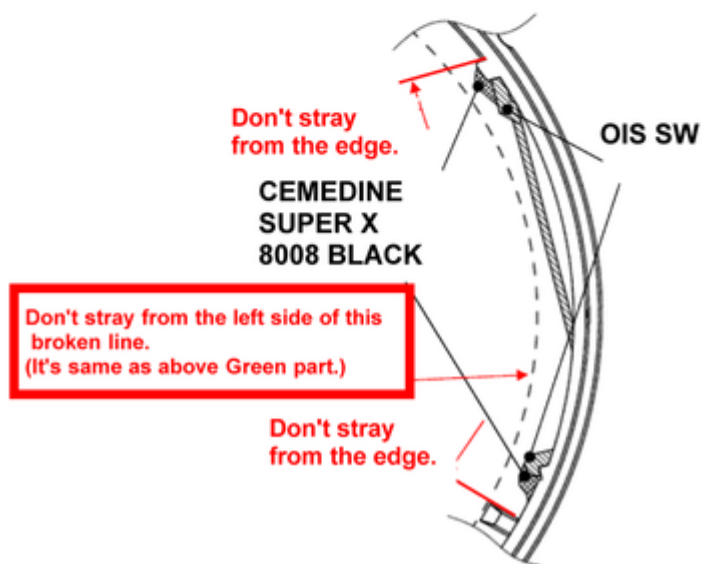 Don't stray
from the edge.
OIS SW
CEMEDINE
SUPER X
8008 BLACK
Don't stray from the left side of this
broken line.
(It's same as above Green part.)
Don't stray
from the edge.